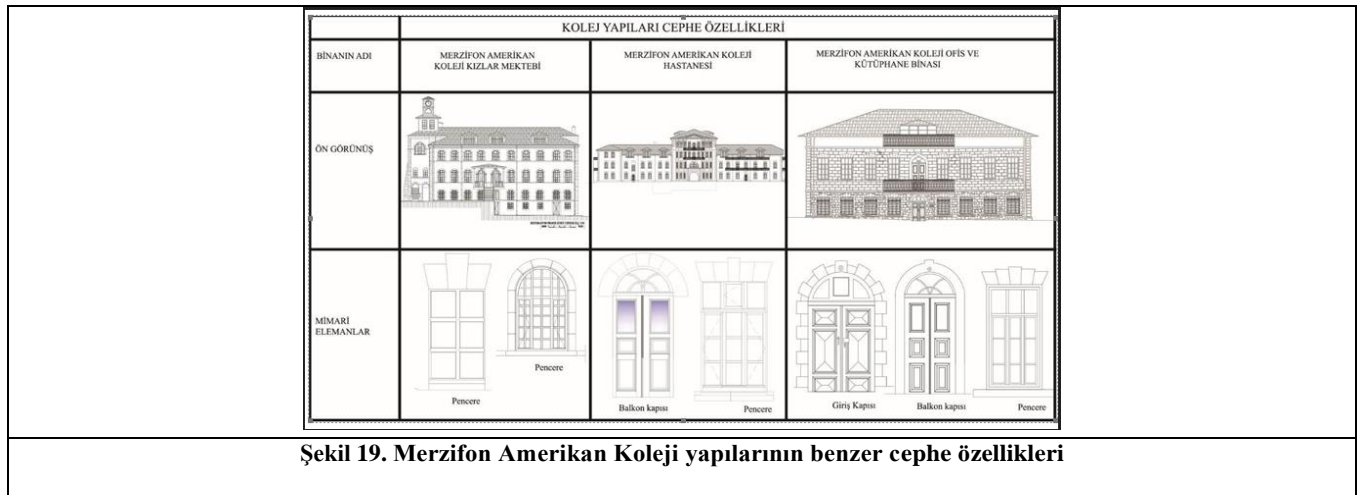 KOLEJ YAPILARI CEPHE ÖZELLİKLERİ
BİNANIN ADI
MERZİFON AMERİKAN
KOLEJİ KIZLAR MEKTEBİ
MERZİFON AMERİKAN KOLEJİ
HASTANESİ
MERZİFON AMERİKAN KOLEJİ OFİS VE
KÜTÜPHANE BİNASI
ÖN GÖRÜNÜŞ
MİMARİ
ELEMANLAR
Pencere
Pencere
Balkon kapısı
Pencere
Giriş Kapısı
Balkon kapısı
Pencere
Şekil 19. Merzifon Amerikan Koleji yapılarının benzer cephe özellikleri